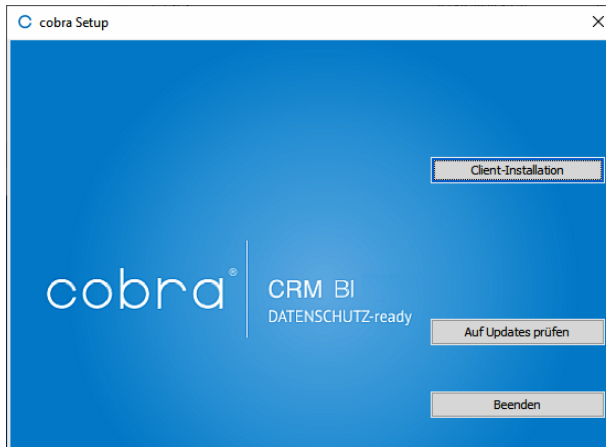 cobra Setup
Client-Installation
cobra®
CRM BI
DATENSCHUTZ-ready
Auf Updates prüfen
Beenden